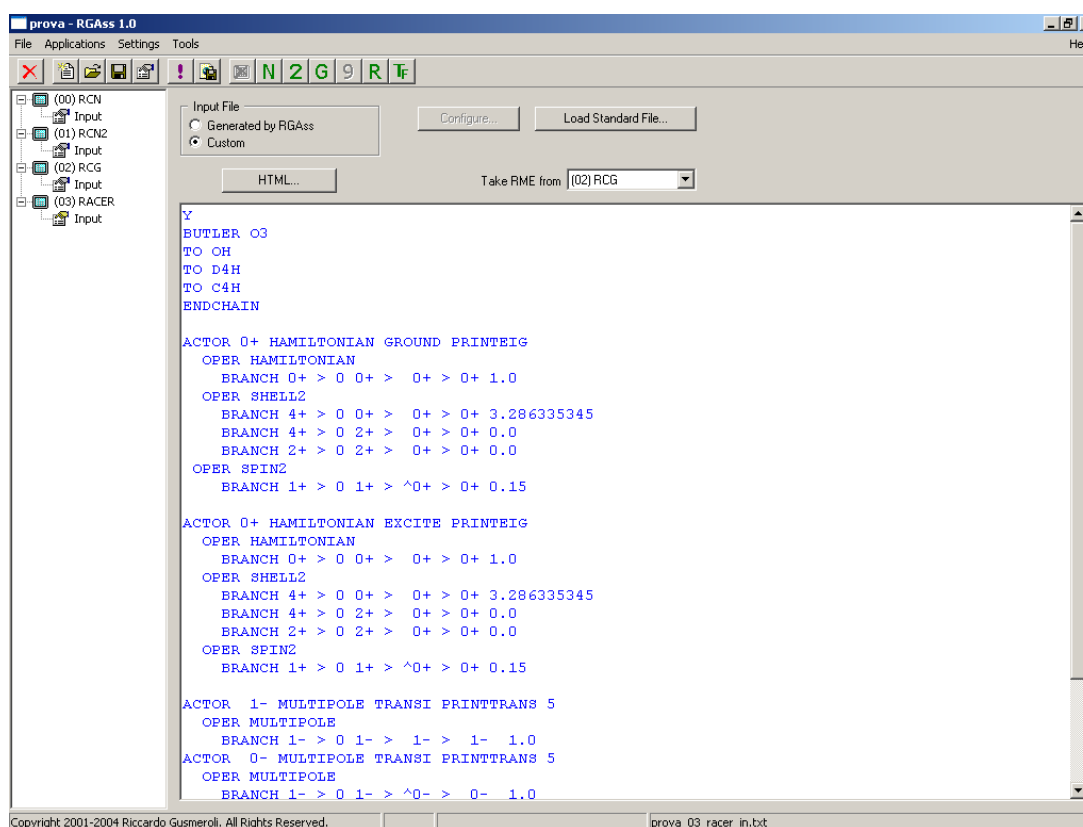 prova - RGAss 1.0
File Applications Settings Tools He
N 2 G 9 R TF
(00) RCN
Input
(01) RCN2
Input
(02) RCG
Input
(03) RACER
Input
Input File
Generated by RGAss
Custom
Configure... Load Standard File...
HTML... Take RME from (02) RCG
Y
BUTLER O3
TO OH
TO D4H
TO C4H
ENDCHAIN
ACTOR 0+ HAMILTONIAN GROUND PRINTEIG
OPER HAMILTONIAN
BRANCH 0+ > 0 0+ > 0+ > 0+ 1.0
OPER SHELL2
BRANCH 4+ > 0 0+ > 0+ > 0+ 3.286335345
BRANCH 4+ > 0 2+ > 0+ > 0+ 0.0
BRANCH 2+ > 0 2+ > 0+ > 0+ 0.0
OPER SPIN2
BRANCH 1+ > 0 1+ > ^0+ > 0+ 0.15
ACTOR 0+ HAMILTONIAN EXCITE PRINTEIG
OPER HAMILTONIAN
BRANCH 0+ > 0 0+ > 0+ > 0+ 1.0
OPER SHELL2
BRANCH 4+ > 0 0+ > 0+ > 0+ 3.286335345
BRANCH 4+ > 0 2+ > 0+ > 0+ 0.0
BRANCH 2+ > 0 2+ > 0+ > 0+ 0.0
OPER SPIN2
BRANCH 1+ > 0 1+ > ^0+ > 0+ 0.15
ACTOR 1- MULTIPOLE TRANSI PRINTTRANS 5
OPER MULTIPOLE
BRANCH 1- > 0 1- > 1- > 1- 1.0
ACTOR 0- MULTIPOLE TRANSI PRINTTRANS 5
OPER MULTIPOLE
BRANCH 1- > 0 1- > ^0- > 0- 1.0
Copyright 2001-2004 Riccardo Gusmeroli. All Rights Reserved. prova_03_racer_in.txt